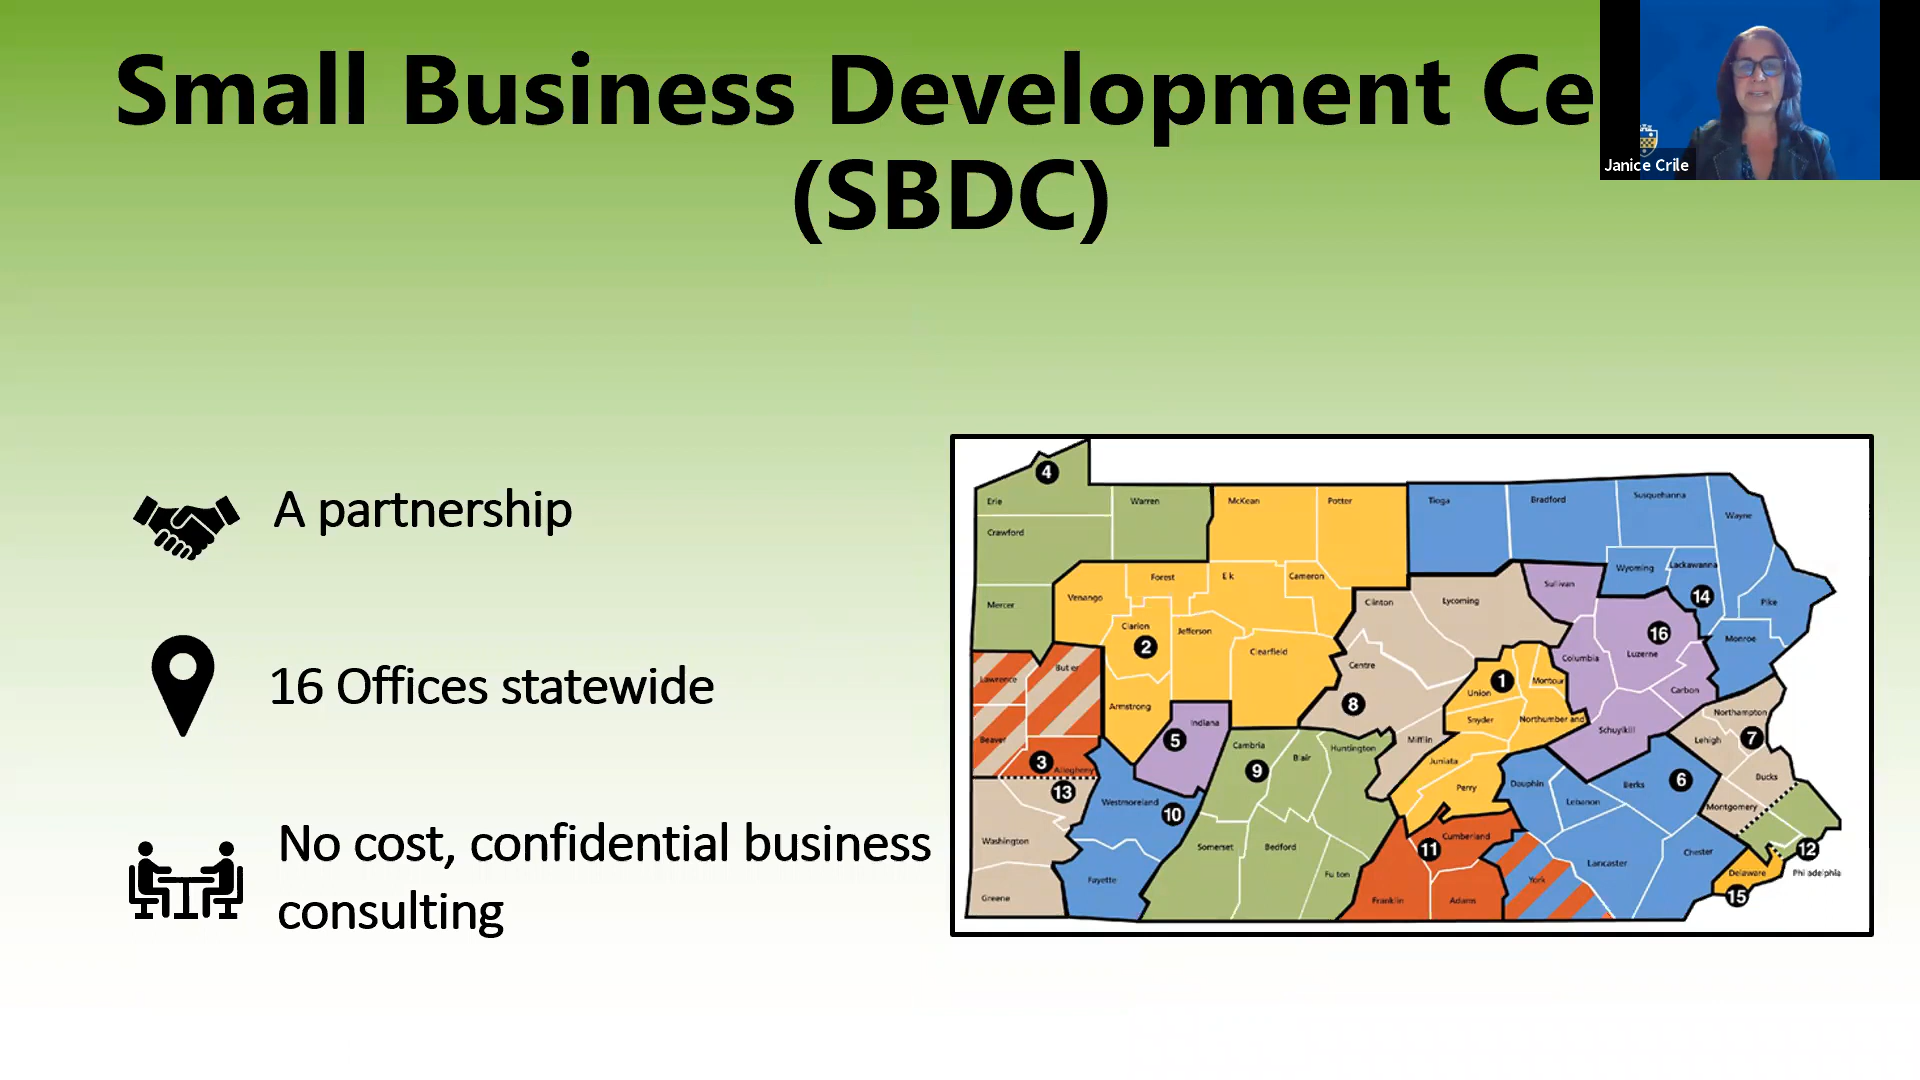 Small Business Development Ce
(SBDC)
Janice Crile
A partnership
16 Offices statewide
No cost, confidential business
consulting
4
Erie
Warren
McKean
Potter
Tioga
Bradford
Susquehanna
Wayne
Crawford
Forest
Elk
Cameron
Sullivan
Wyoming
Lackawanna
14
Pike
Mercer
Venango
Clinton
Lycoming
Clarion
2
Jefferson
Clearfield
16
Luzerne
Monroe
Columbia
Centre
Lawrence
Butler
1
Union
Montour
Carbon
8
Armstrong
Indiana
5
Snyder
Northumberland
Schuylkill
Northampton
Lehigh
7
Beaver
3
Allegheny
Cambria
9
Blair
Huntington
Mifflin
Juniata
13
Westmoreland
10
Perry
Dauphin
Lebanon
Berks
6
Bucks
Montgomery
Washington
Somerset
Bedford
11
Cumberland
Lancaster
Chester
12
Philadelphia
Delaware
15
Greene
Fayette
Fulton
Franklin
Adams
York